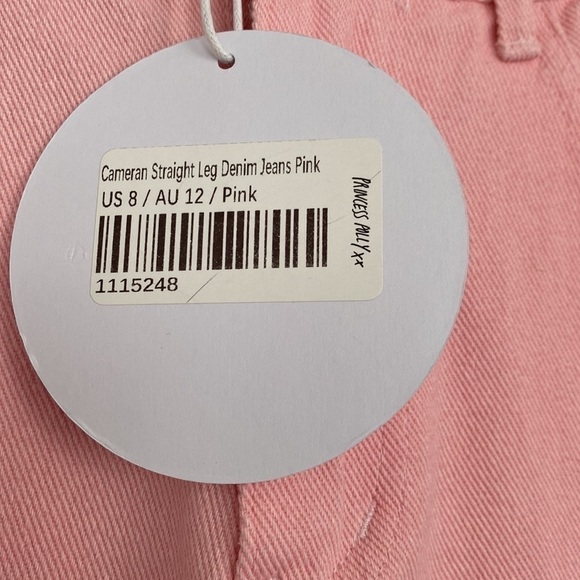 Cameran Straight Leg Denim Jeans Pink
US 8 / AU 12 / Pink
1115248
PRINCESS POLLY xx